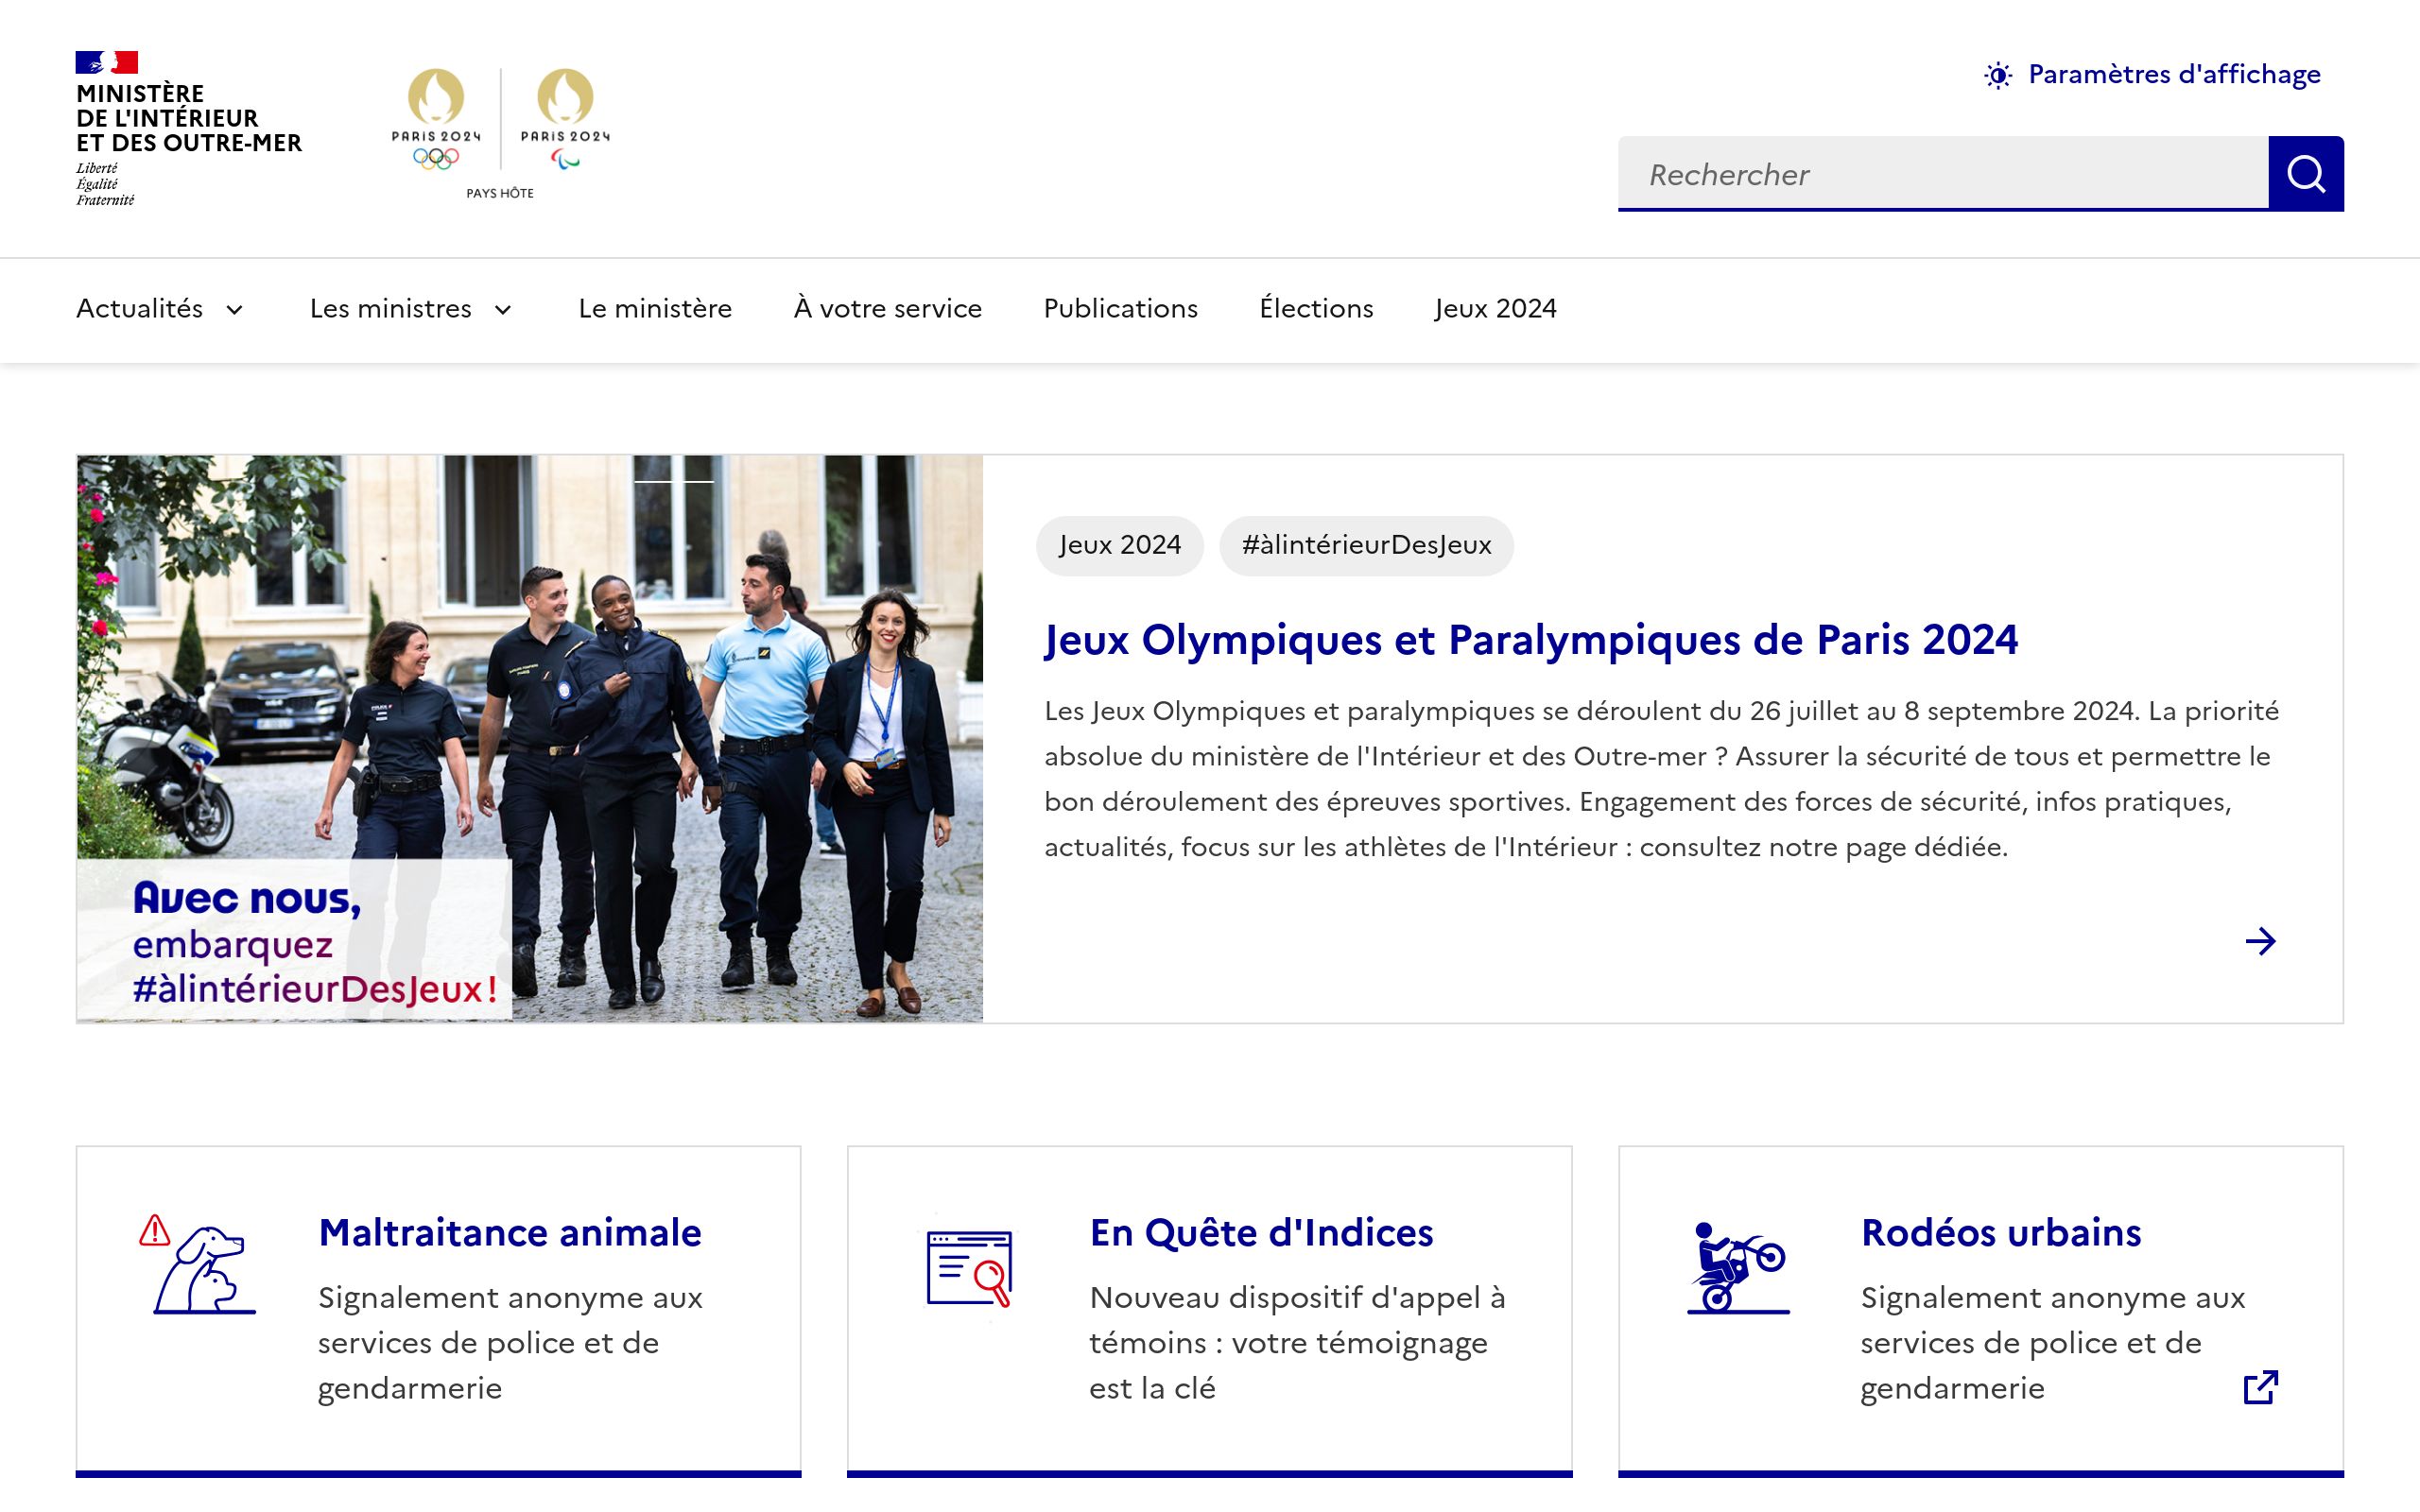 MINISTÈRE
DE L'INTÉRIEUR
ET DES OUTRE-MER
Liberté
Égalité
Fraternité
PARIS 2024
PARIS 2024
PAYS HÔTE
Paramètres d'affichage
Rechercher
Actualités
Les ministres
Le ministère
À votre service
Publications
Élections
Jeux 2024
Avec nous,
embarquez
#àlintérieurDesJeux !
Jeux 2024
#àlintérieurDesJeux
Jeux Olympiques et Paralympiques de Paris 2024
Les Jeux Olympiques et paralympiques se déroulent du 26 juillet au 8 septembre 2024. La priorité
absolue du ministère de l'Intérieur et des Outre-mer ? Assurer la sécurité de tous et permettre le
bon déroulement des épreuves sportives. Engagement des forces de sécurité, infos pratiques,
actualités, focus sur les athlètes de l'Intérieur : consultez notre page dédiée.
Maltraitance animale
Signalement anonyme aux
services de police et de
gendarmerie
En Quête d'Indices
Nouveau dispositif d'appel à
témoins : votre témoignage
est la clé
Rodéos urbains
Signalement anonyme aux
services de police et de
gendarmerie